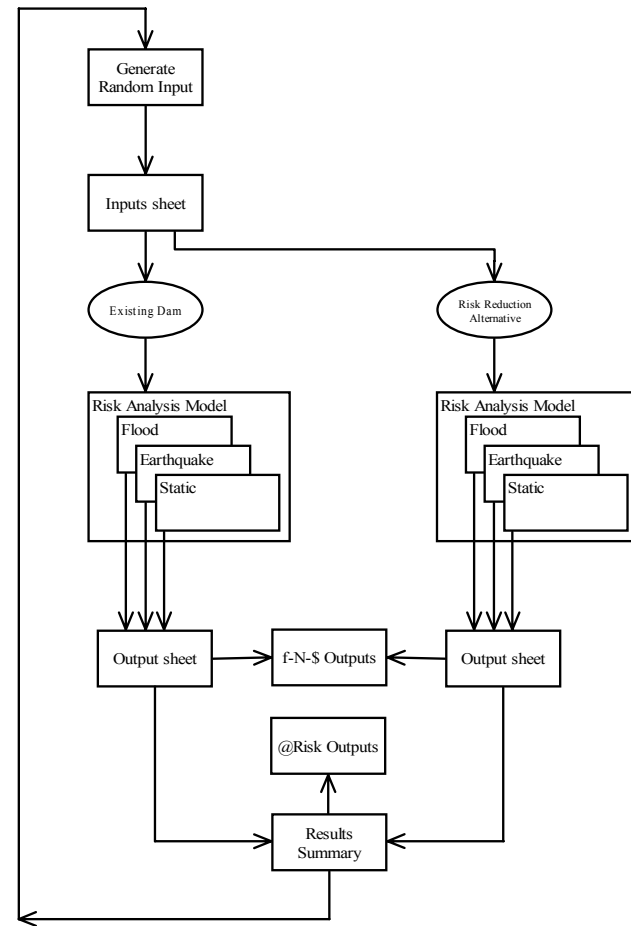 Generate
Random Input
Inputs sheet
Existing Dam
Risk Reduction
Alternative
Risk Analysis Model
Flood
Earthquake
Static
Risk Analysis Model
Flood
Earthquake
Static
Output sheet
f-N-$ Outputs
Output sheet
@Risk Outputs
Results
Summary